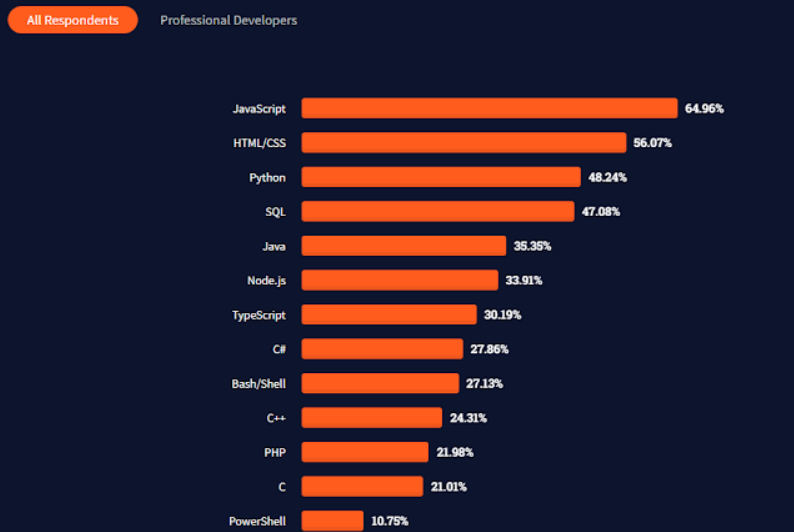 All Respondents Professional Developers
JavaScript 64.96%
HTML/CSS 56.07%
Python 48.24%
SQL 47.08%
Java 35.35%
Node.js 33.91%
TypeScript 30.19%
C# 27.86%
Bash/Shell 27.13%
C++ 24.31%
PHP 21.98%
C 21.01%
PowerShell 10.75%